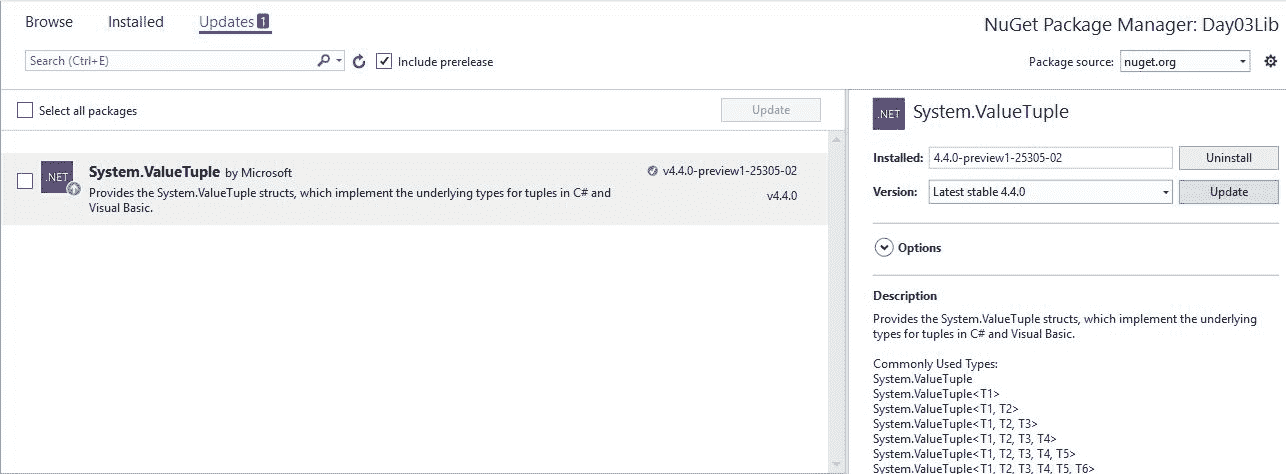 Browse Installed Updates 1
NuGet Package Manager: Day03Lib
Search (Ctrl+E)
Include prerelease
Package source: nuget.org
Select all packages
Update
.NET
System.ValueTuple by Microsoft
v4.4.0-preview1-25305-02
Provides the System.ValueTuple structs, which implement the underlying types for tuples in C# and
Visual Basic.
v4.4.0
.NET
System.ValueTuple
Installed: 4.4.0-preview1-25305-02 Uninstall
Version: Latest stable 4.4.0 Update
Options
Description
Provides the System.ValueTuple structs, which implement the underlying
types for tuples in C# and Visual Basic.
Commonly Used Types:
System.ValueTuple
System.ValueTuple<T1>
System.ValueTuple<T1, T2>
System.ValueTuple<T1, T2, T3>
System.ValueTuple<T1, T2, T3, T4>
System.ValueTuple<T1, T2, T3, T4, T5>
System.ValueTuple<T1, T2, T3, T4, T5, T6>